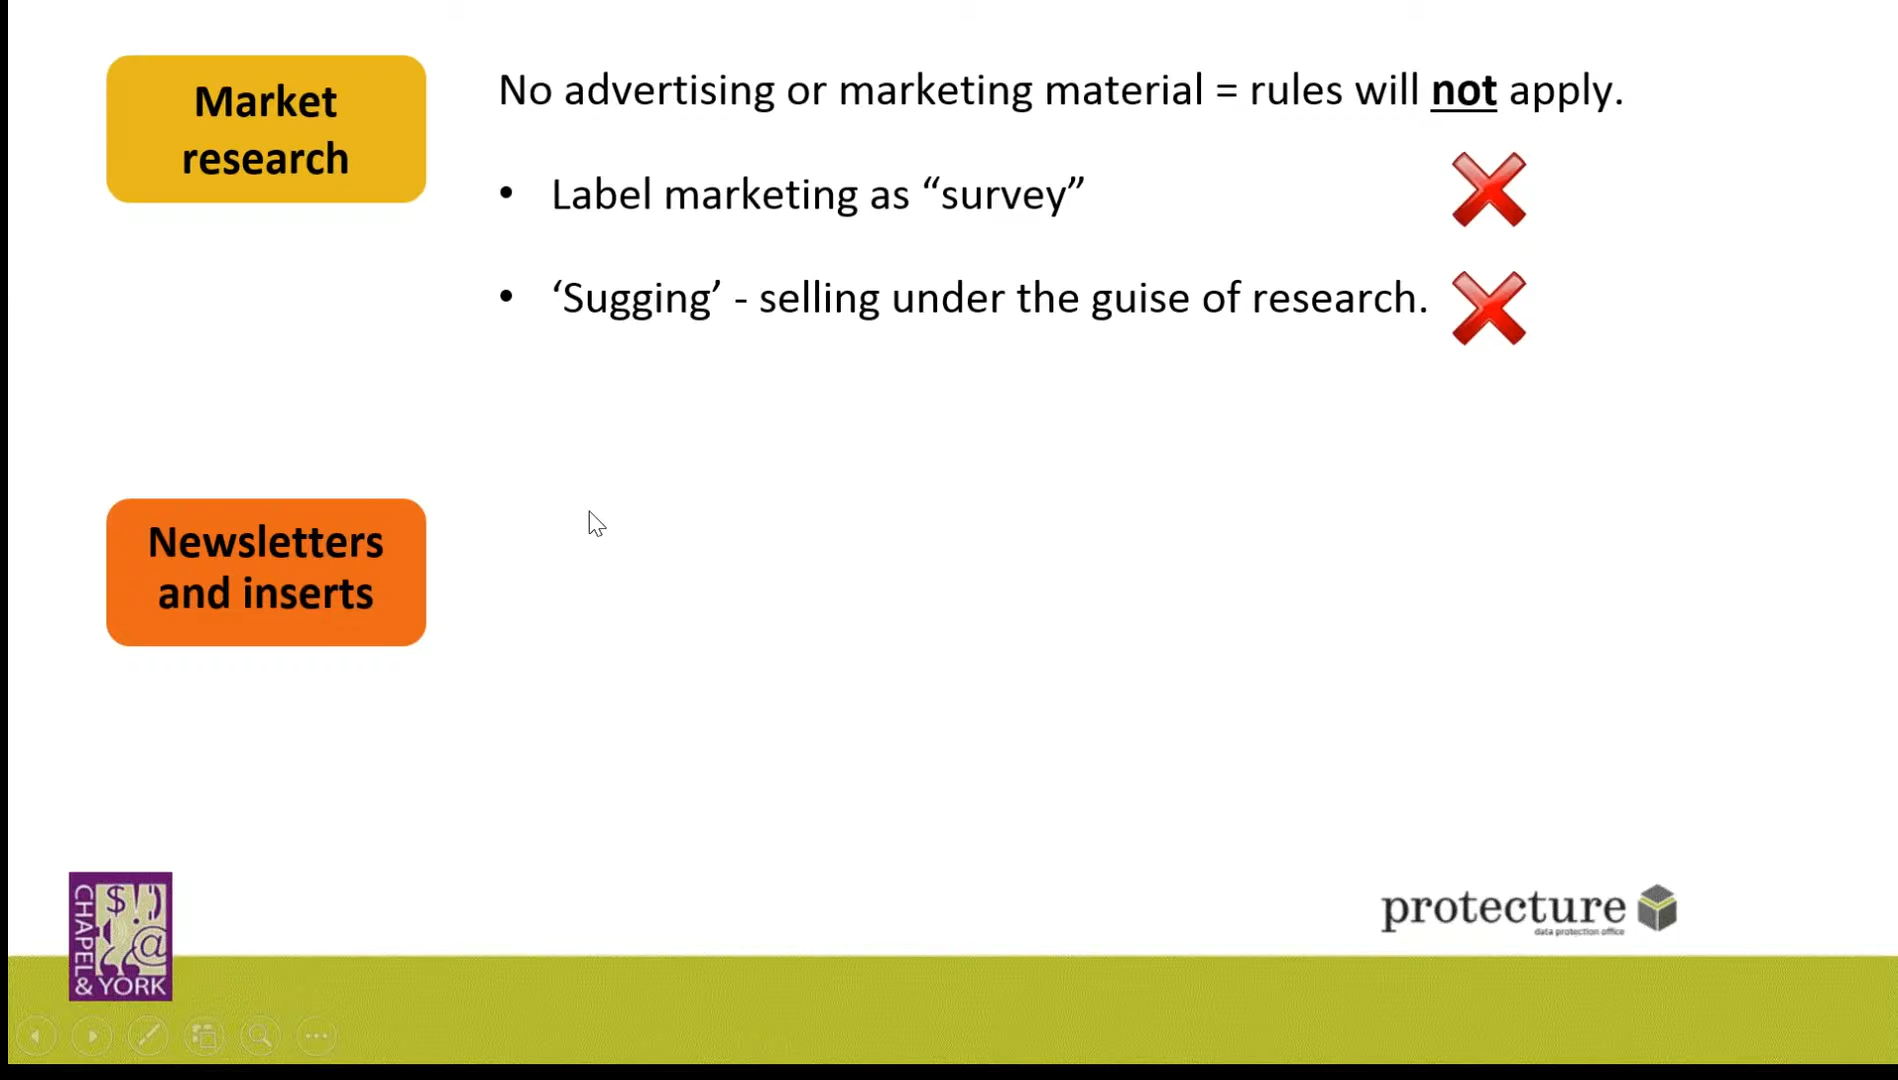 Market
research
No advertising or marketing material = rules will not apply.
• Label marketing as “survey”
• ‘Sugging’ - selling under the guise of research.
Newsletters
and inserts
CHAPEL
& YORK
protecture
data protection office